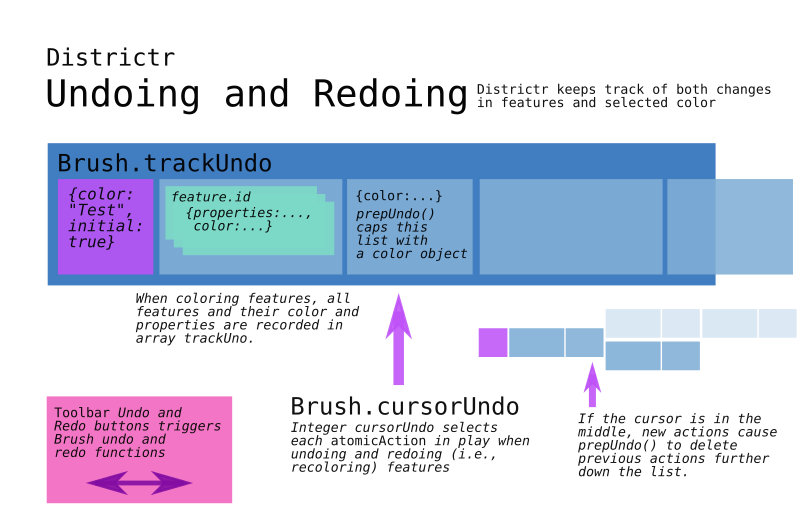 Districtr
Undoing and Redoing
Districtr keeps track of both changes
in features and selected color
Brush.trackUndo
{color:
"Test",
initial:
true}
feature.id
{properties:...,
color:...}
{color:...}
prepUndo()
caps this
list with
a color object
When coloring features, all
features and their color and
properties are recorded in
array trackUno.
Toolbar Undo and
Redo buttons triggers
Brush undo and
redo functions
Brush.cursorUndo
Integer cursorUndo selects
each atomicAction in play when
undoing and redoing (i.e.,
recoloring) features
If the cursor is in the
middle, new actions cause
prepUndo() to delete
previous actions further
down the list.